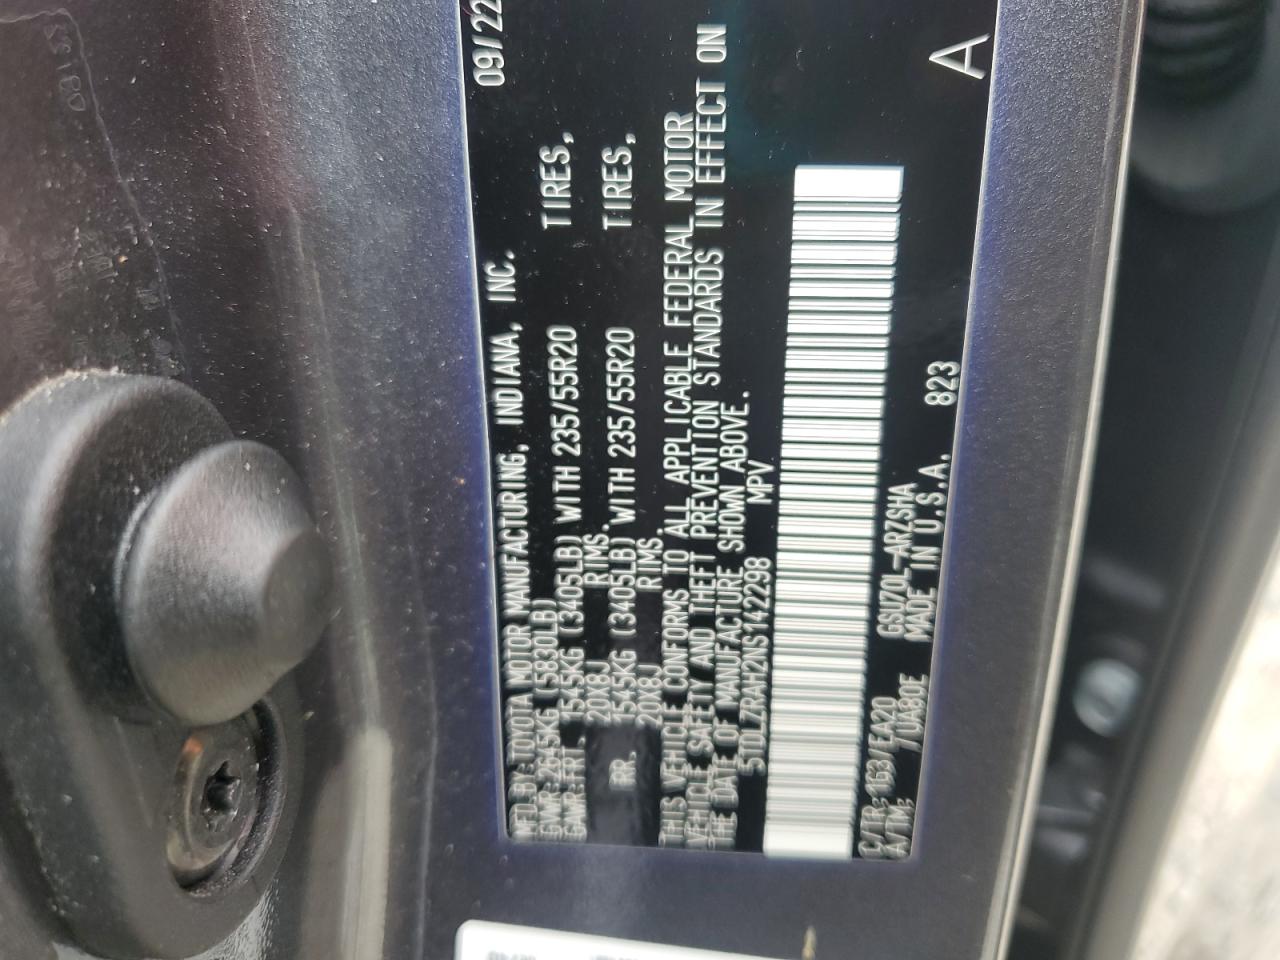 MFD. BY: TOYOTA MOTOR MANUFACTURING, INDIANA, INC. 09/22
GVWR: 2645KG (5830LB)
GAWR: FRT. 1545KG (3405LB) WITH 235/55R20 TIRES,
20X8J RIMS.
RR. 1545KG (3405LB) WITH 235/55R20 TIRES,
20X8J RIMS.
THIS VEHICLE CONFORMS TO ALL APPLICABLE FEDERAL MOTOR
VEHICLE SAFETY AND THEFT PREVENTION STANDARDS IN EFFECT ON
THE DATE OF MANUFACTURE SHOWN ABOVE.
5TDLZRAH2NS142298 MPV
C/TR: 1G3/EA20 GSU70L-ARZSHA
A/TM: /UA80E MADE IN U.S.A. 823
A